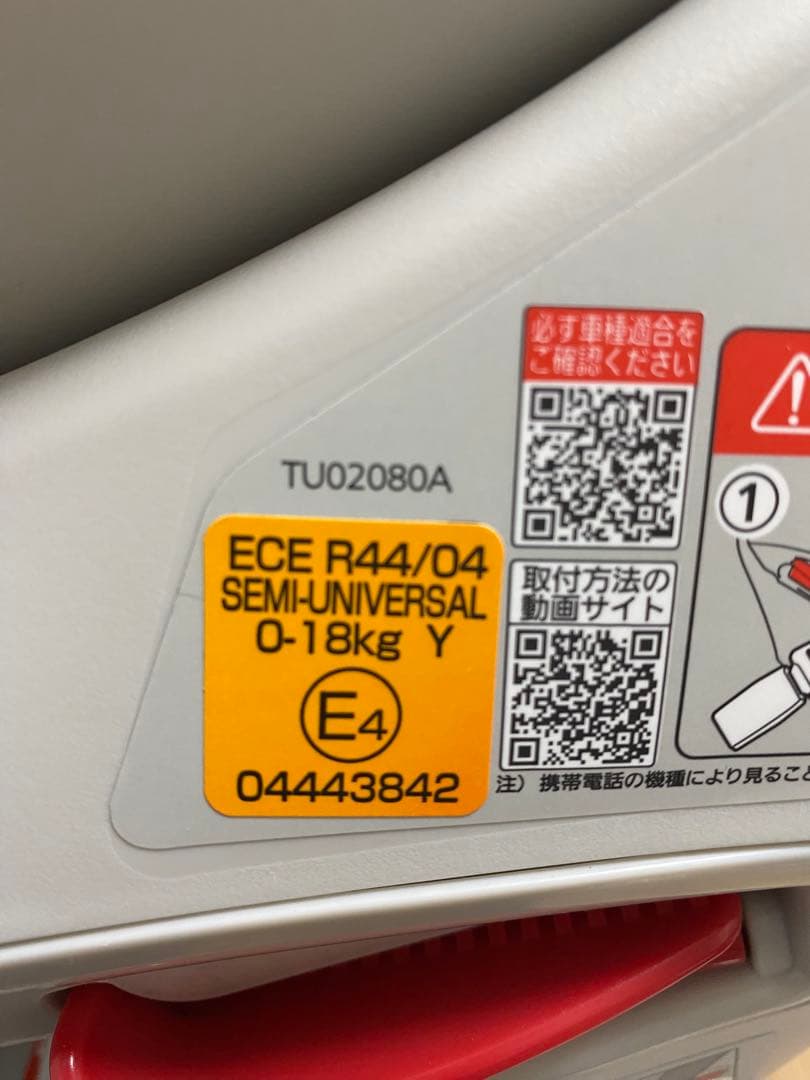 必ず車種適合を
ご確認ください
TU02080A
ECE R44/04
SEMI-UNIVERSAL
0-18kg Y
E4
04443842
取付方法の
動画サイト
注）携帯電話の機種により見るこ
1